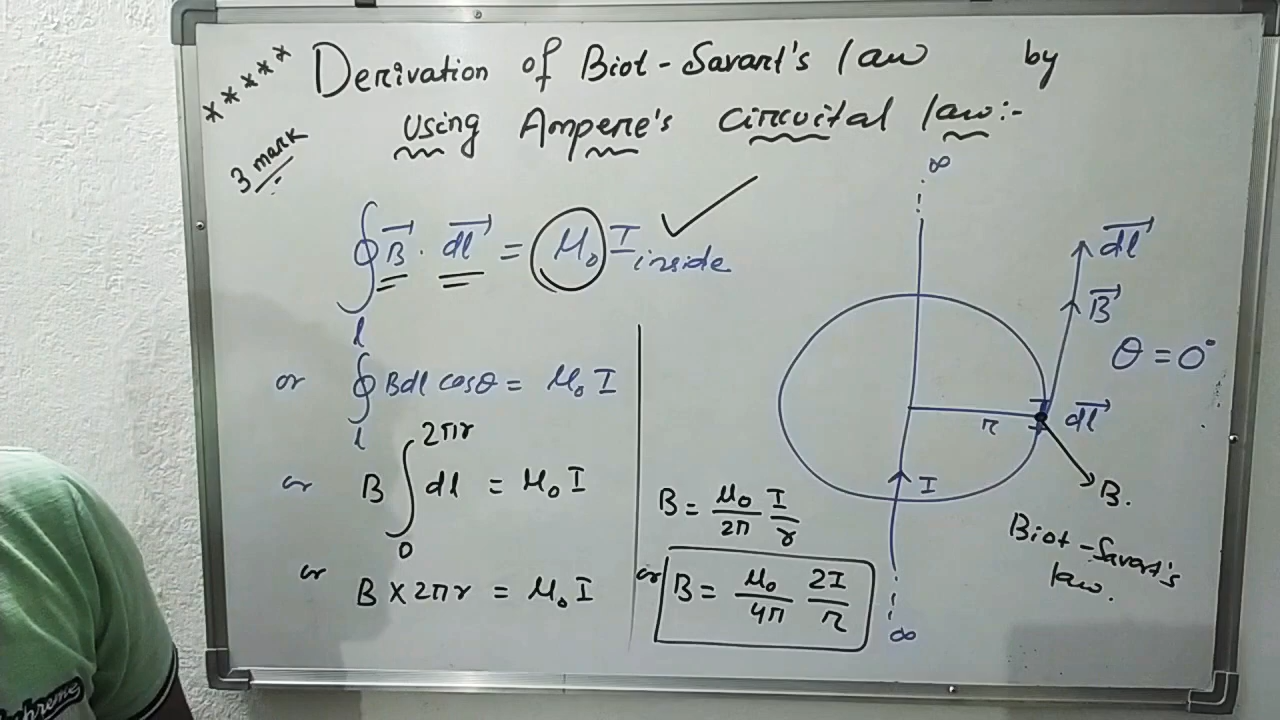 ***** Derivation of Biot-Savart's law by
using Ampere's circuital law:-
3 mark
∮_l B⃗ · dl⃗ = μ₀ I inside
or ∮_l Bdl cosθ = μ₀ I
or B ∫₀^{2πr} dl = μ₀ I
or B × 2πr = μ₀ I
B = μ₀/2π I/r
or B = μ₀/4π 2I/r
∞
dl⃗
B⃗
θ = 0°
r
dl⃗
I
B.
Biot-Savart's
law.
∞